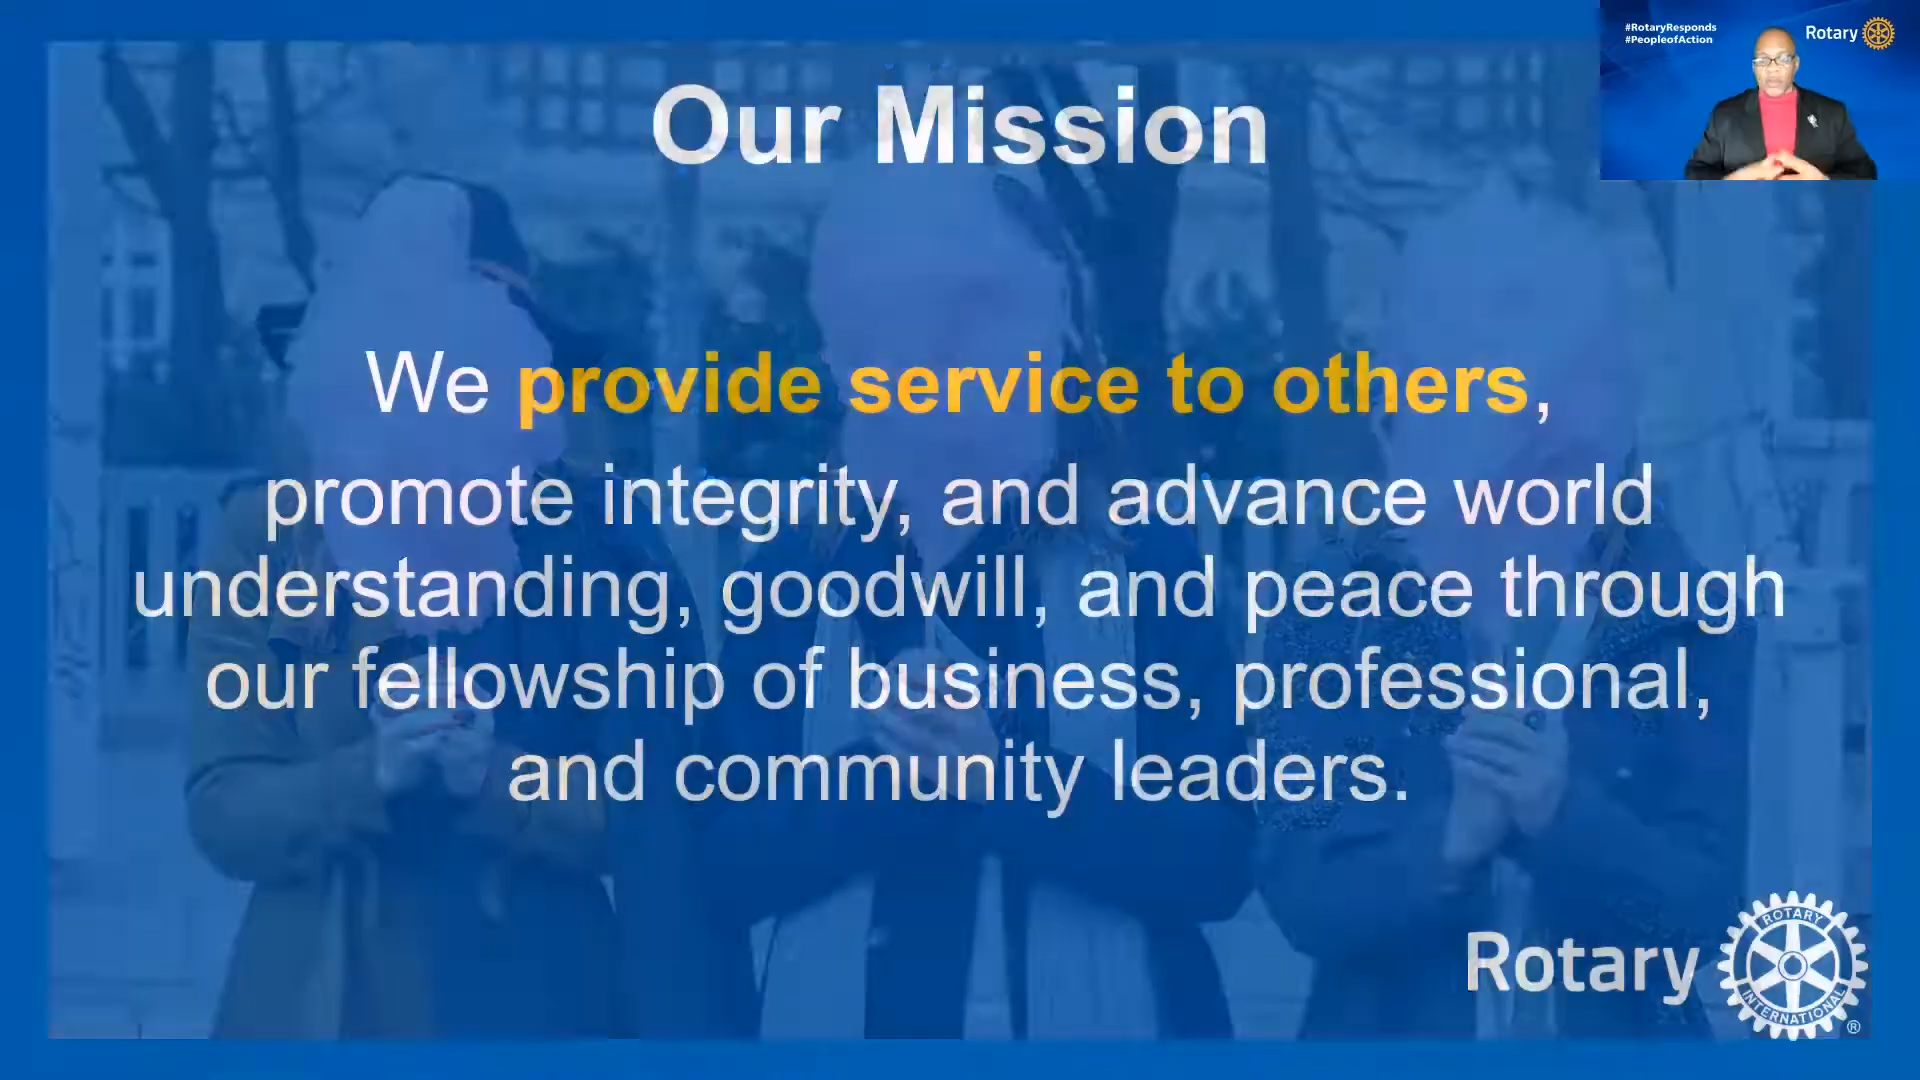 #RotaryResponds
#PeopleofAction
Rotary
Our Mission
We provide service to others,
promote integrity, and advance world
understanding, goodwill, and peace through
our fellowship of business, professional,
and community leaders.
Rotary
ROTARY
INTERNATIONAL
®